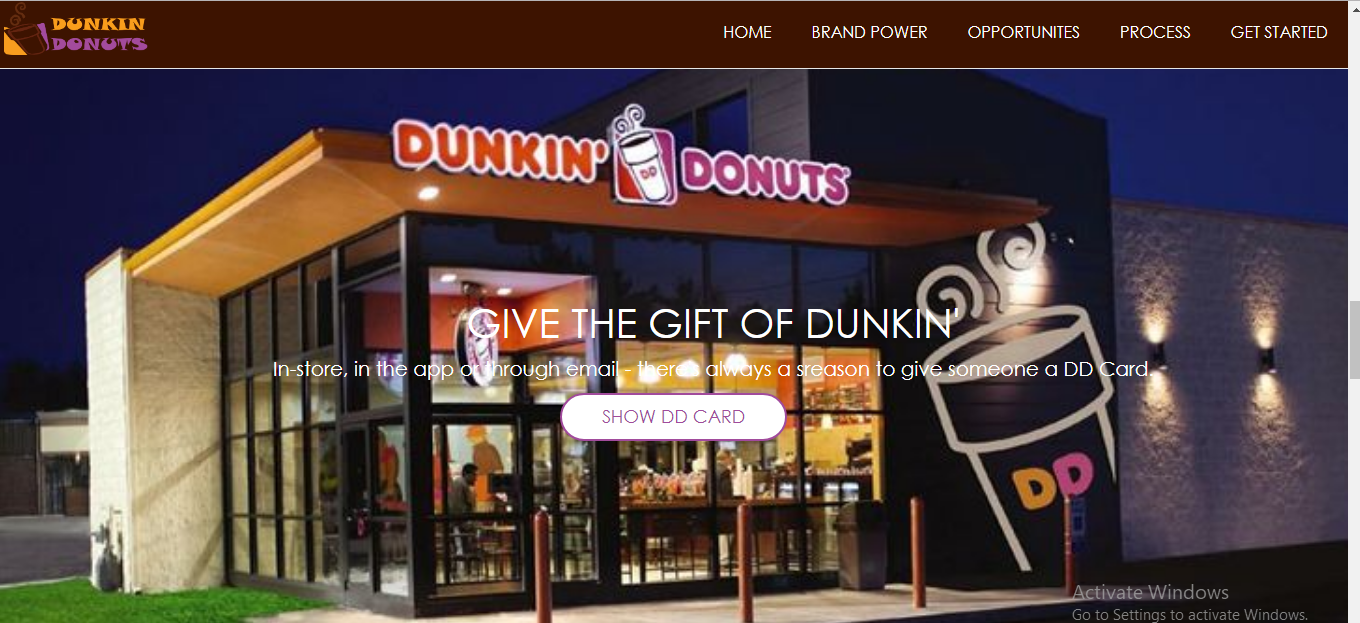 DUNKIN
DONUTS
HOME BRAND POWER OPPORTUNITES PROCESS GET STARTED
DUNKIN' DD DONUTS
GIVE THE GIFT OF DUNKIN'
In-store, in the app or through email - there's always a sreason to give someone a DD Card.
SHOW DD CARD
DD
Activate Windows
Go to Settings to activate Windows.